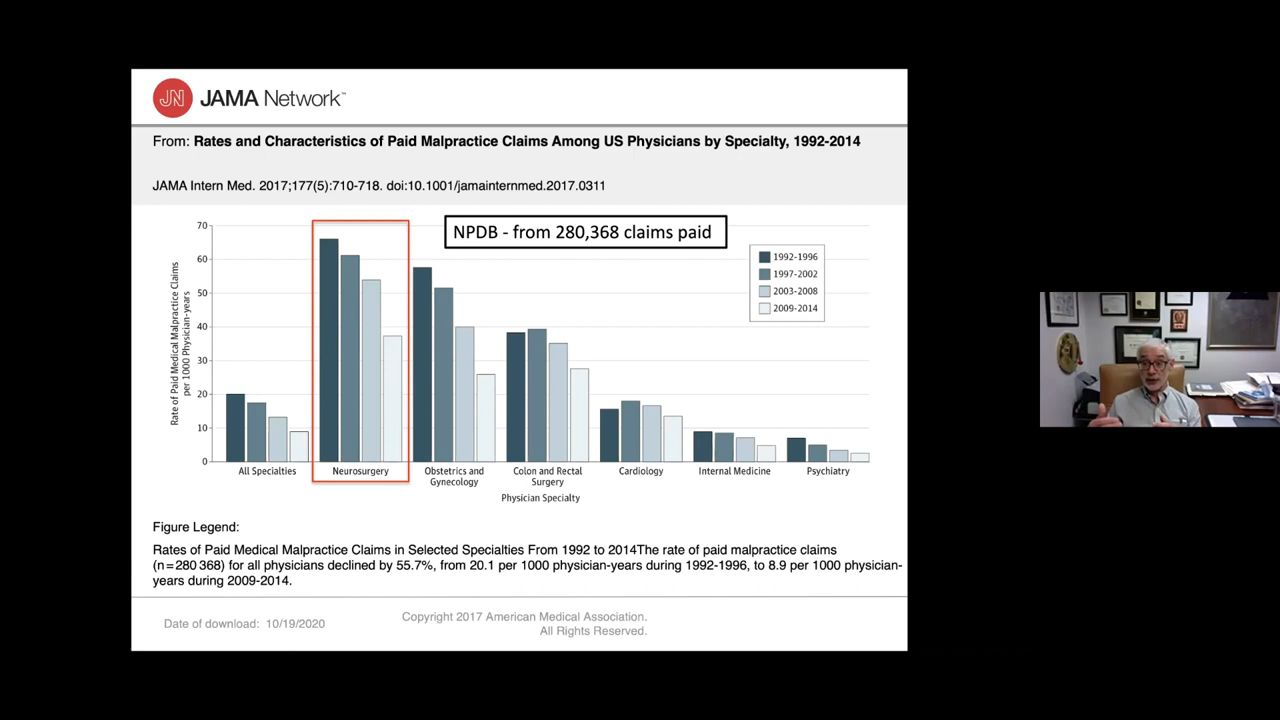 JN JAMA Network™
From: Rates and Characteristics of Paid Malpractice Claims Among US Physicians by Specialty, 1992-2014
JAMA Intern Med. 2017;177(5):710-718. doi:10.1001/jamainternmed.2017.0311
NPDB - from 280,368 claims paid
Rate of Paid Medical Malpractice Claims
per 1000 Physician-years
70
60
50
40
30
20
10
0
1992-1996
1997-2002
2003-2008
2009-2014
All Specialties
Neurosurgery
Obstetrics and
Gynecology
Colon and Rectal
Surgery
Cardiology
Internal Medicine
Psychiatry
Physician Specialty
Figure Legend:
Rates of Paid Medical Malpractice Claims in Selected Specialties From 1992 to 2014The rate of paid malpractice claims
(n = 280 368) for all physicians declined by 55.7%, from 20.1 per 1000 physician-years during 1992-1996, to 8.9 per 1000 physician-
years during 2009-2014.
Date of download: 10/19/2020
Copyright 2017 American Medical Association.
All Rights Reserved.